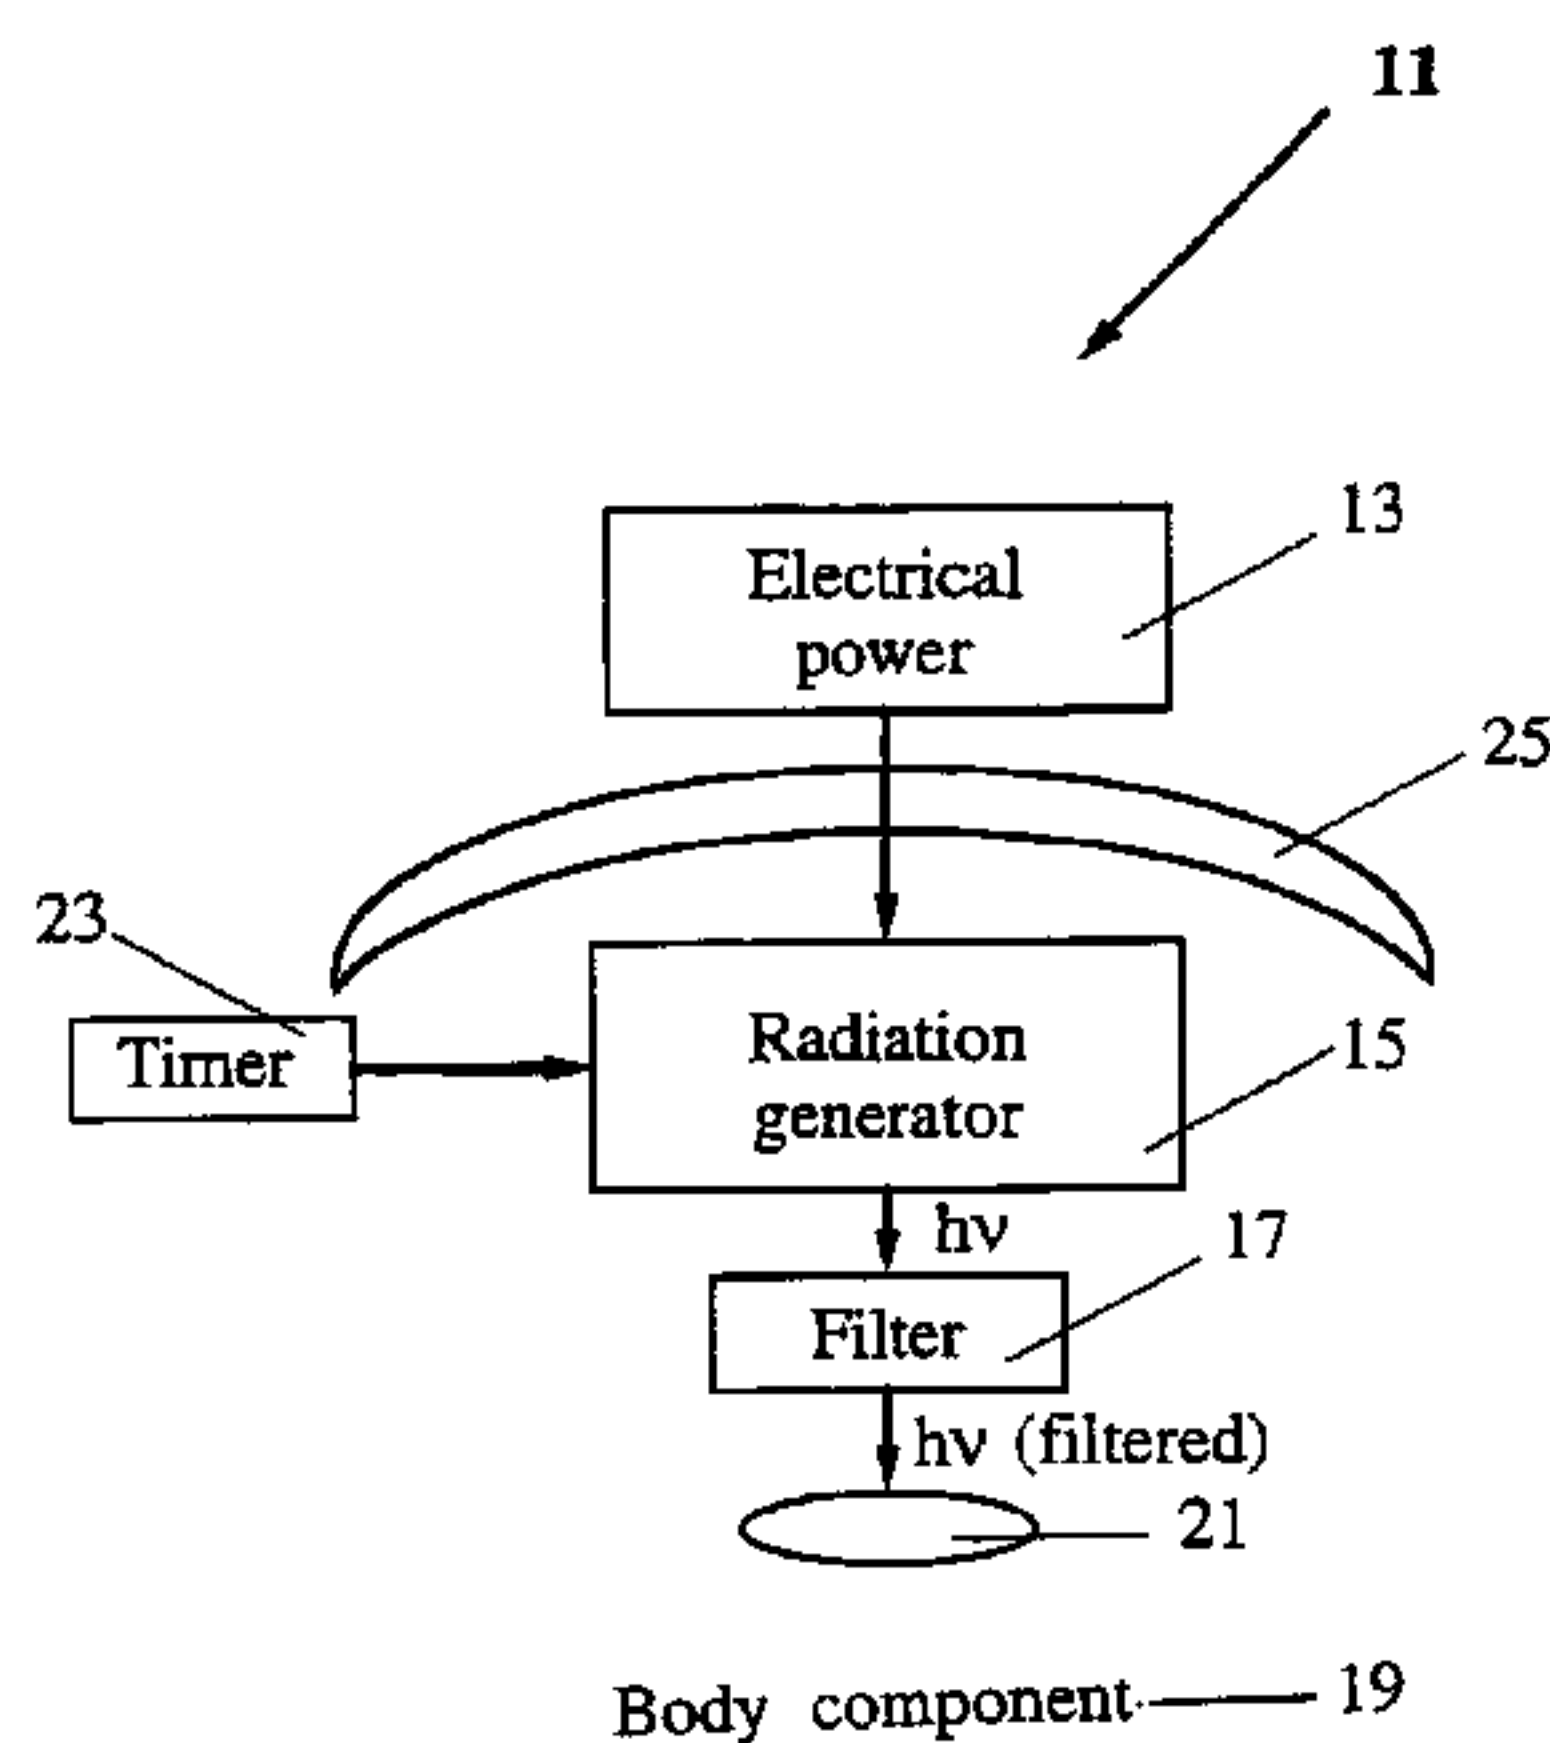 11
13
Electrical
power
25
23
Timer
Radiation
generator
15
hν
17
Filter
hν (filtered)
21
Body component
19